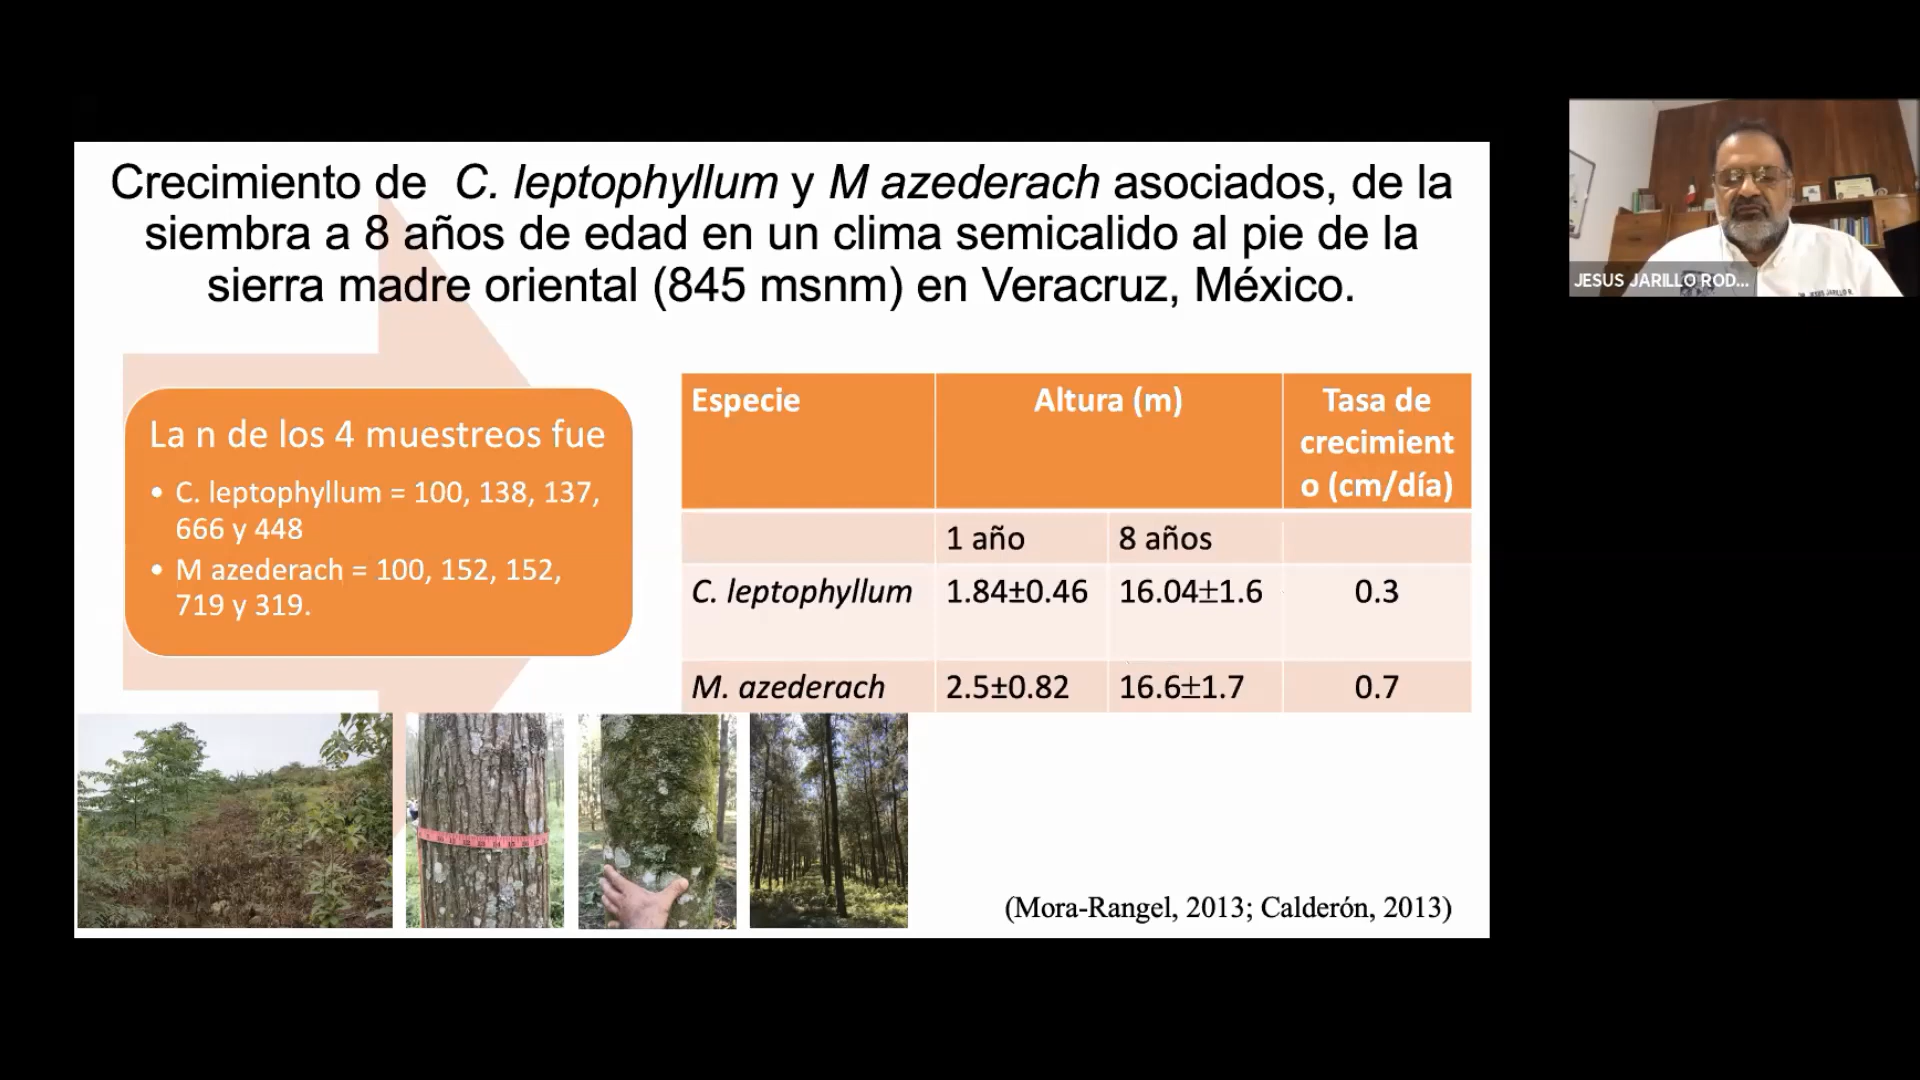 Crecimiento de C. leptophyllum y M azederach asociados, de la
siembra a 8 años de edad en un clima semicalido al pie de la
sierra madre oriental (845 msnm) en Veracruz, México.
La n de los 4 muestreos fue
• C. leptophyllum = 100, 138, 137,
666 y 448
• M azederach = 100, 152, 152,
719 y 319.
Especie Altura (m) Tasa de
crecimient
o (cm/día)
1 año 8 años
C. leptophyllum 1.84±0.46 16.04±1.6 0.3
M. azederach 2.5±0.82 16.6±1.7 0.7
(Mora-Rangel, 2013; Calderón, 2013)
JESUS JARILLO ROD...